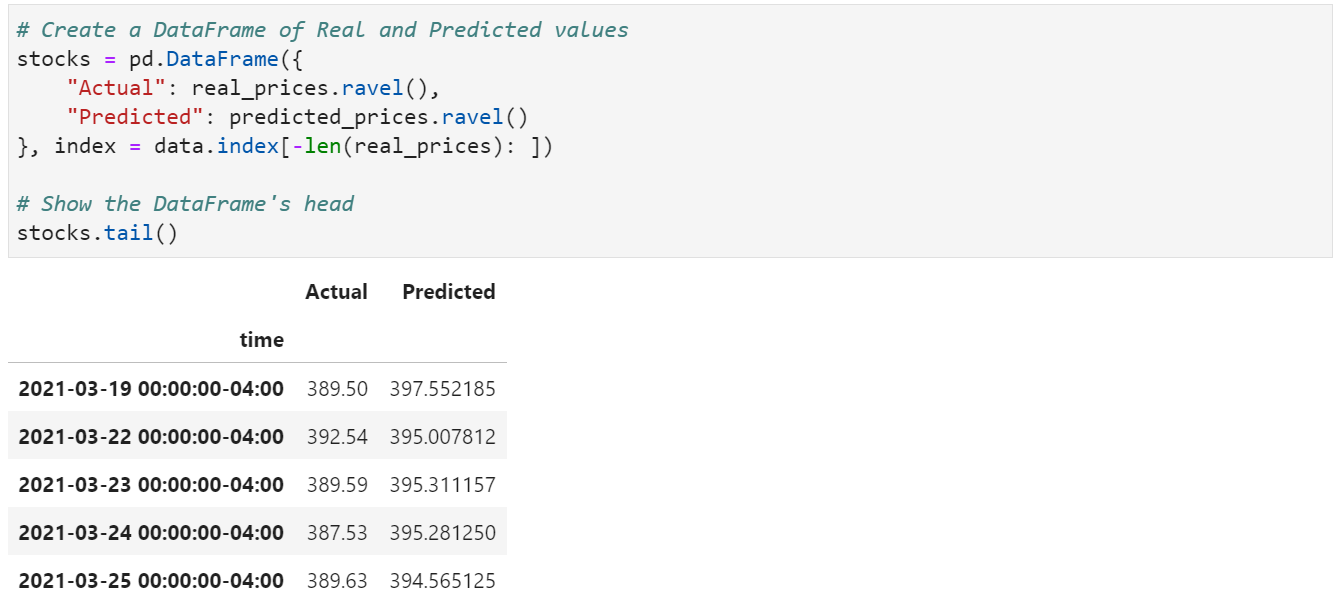 # Create a DataFrame of Real and Predicted values
stocks = pd.DataFrame({
    "Actual": real_prices.ravel(),
    "Predicted": predicted_prices.ravel()
}, index = data.index[-len(real_prices): ])
# Show the DataFrame's head
stocks.tail()
Actual Predicted
time
2021-03-19 00:00:00-04:00 389.50 397.552185
2021-03-22 00:00:00-04:00 392.54 395.007812
2021-03-23 00:00:00-04:00 389.59 395.311157
2021-03-24 00:00:00-04:00 387.53 395.281250
2021-03-25 00:00:00-04:00 389.63 394.565125